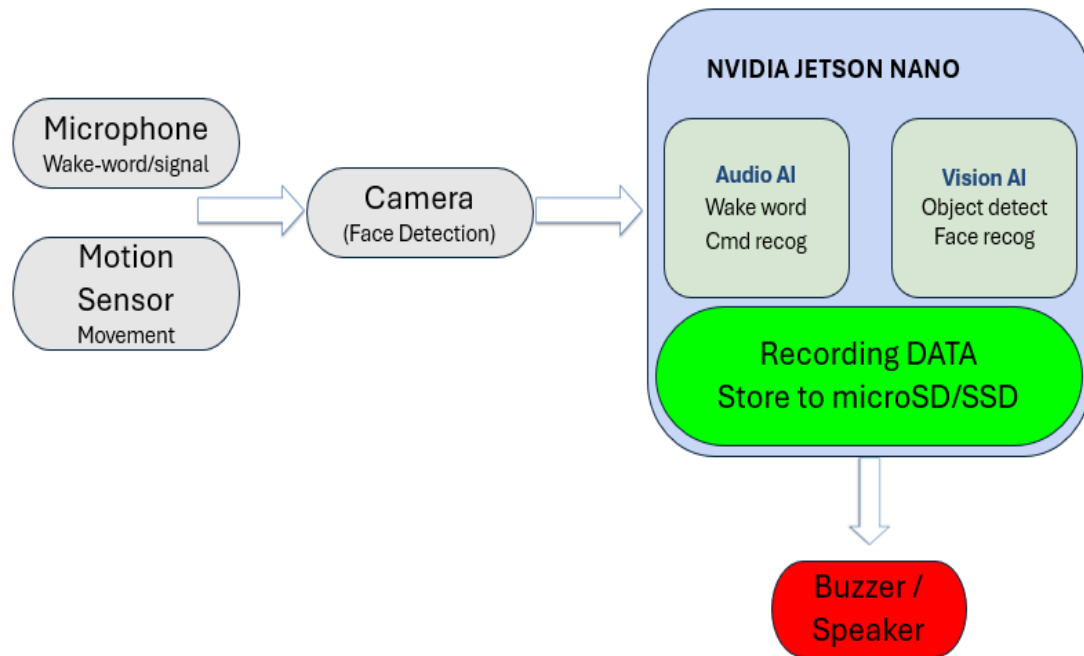 Microphone
Wake-word/signal
Motion
Sensor
Movement
Camera
(Face Detection)
NVIDIA JETSON NANO
Audio AI
Wake word
Cmd recog
Vision AI
Object detect
Face recog
Recording DATA
Store to microSD/SSD
Buzzer /
Speaker